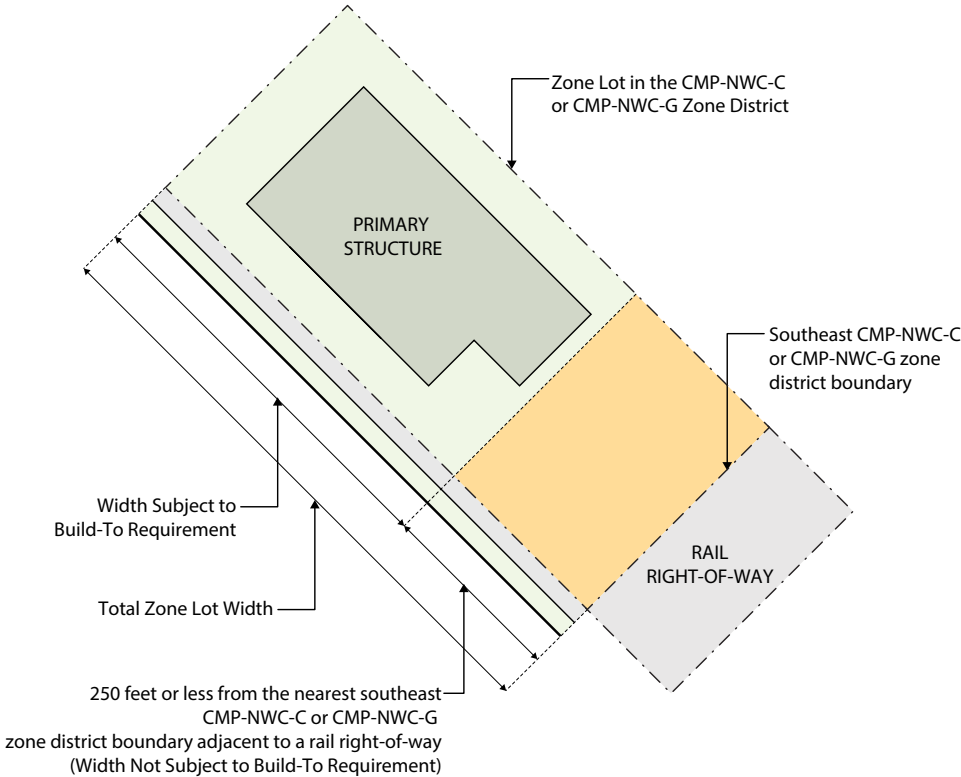 Zone Lot in the CMP-NWC-C
or CMP-NWC-G Zone District
PRIMARY
STRUCTURE
Southeast CMP-NWC-C
or CMP-NWC-G zone
district boundary
Width Subject to
Build-To Requirement
RAIL
RIGHT-OF-WAY
Total Zone Lot Width
250 feet or less from the nearest southeast
CMP-NWC-C or CMP-NWC-G
zone district boundary adjacent to a rail right-of-way
(Width Not Subject to Build-To Requirement)